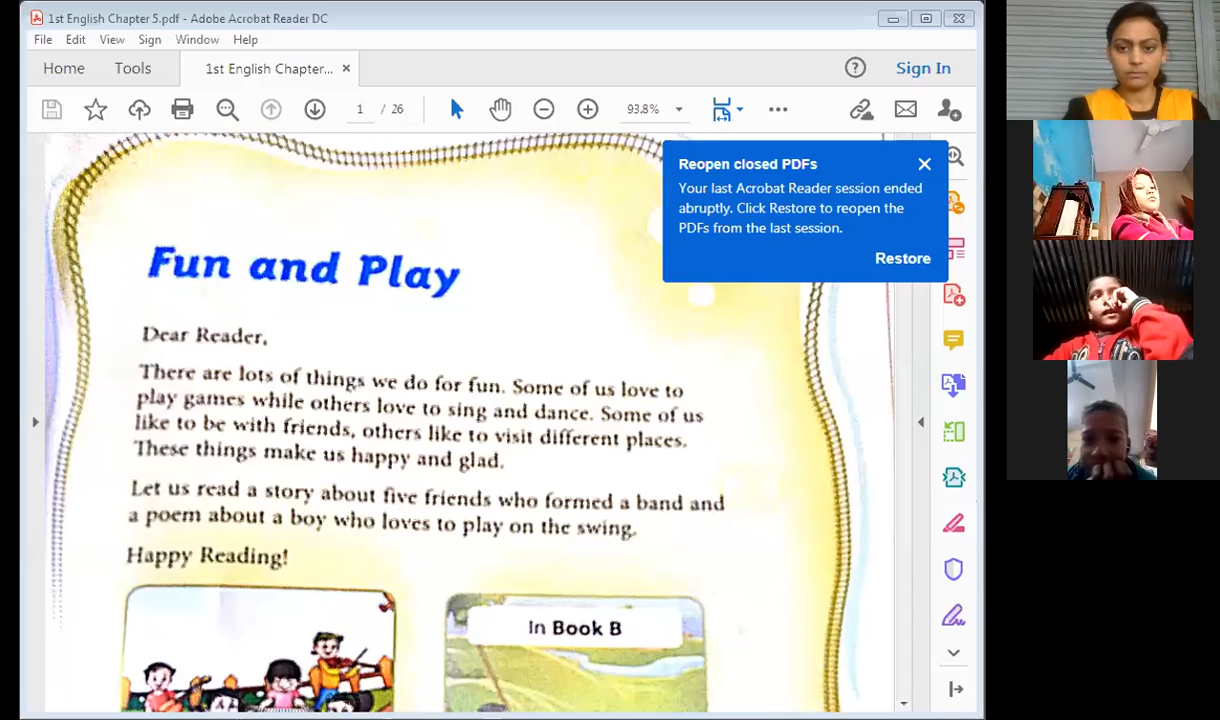 1st English Chapter 5.pdf - Adobe Acrobat Reader DC
File Edit View Sign Window Help
Home Tools 1st English Chapter... Sign In
1 / 26 93.8%
Reopen closed PDFs
Your last Acrobat Reader session ended
abruptly. Click Restore to reopen the
PDFs from the last session.
Restore
Fun and Play
Dear Reader,
There are lots of things we do for fun. Some of us love to
play games while others love to sing and dance. Some of us
like to be with friends, others like to visit different places.
These things make us happy and glad.
Let us read a story about five friends who formed a band and
a poem about a boy who loves to play on the swing.
Happy Reading!
In Book B